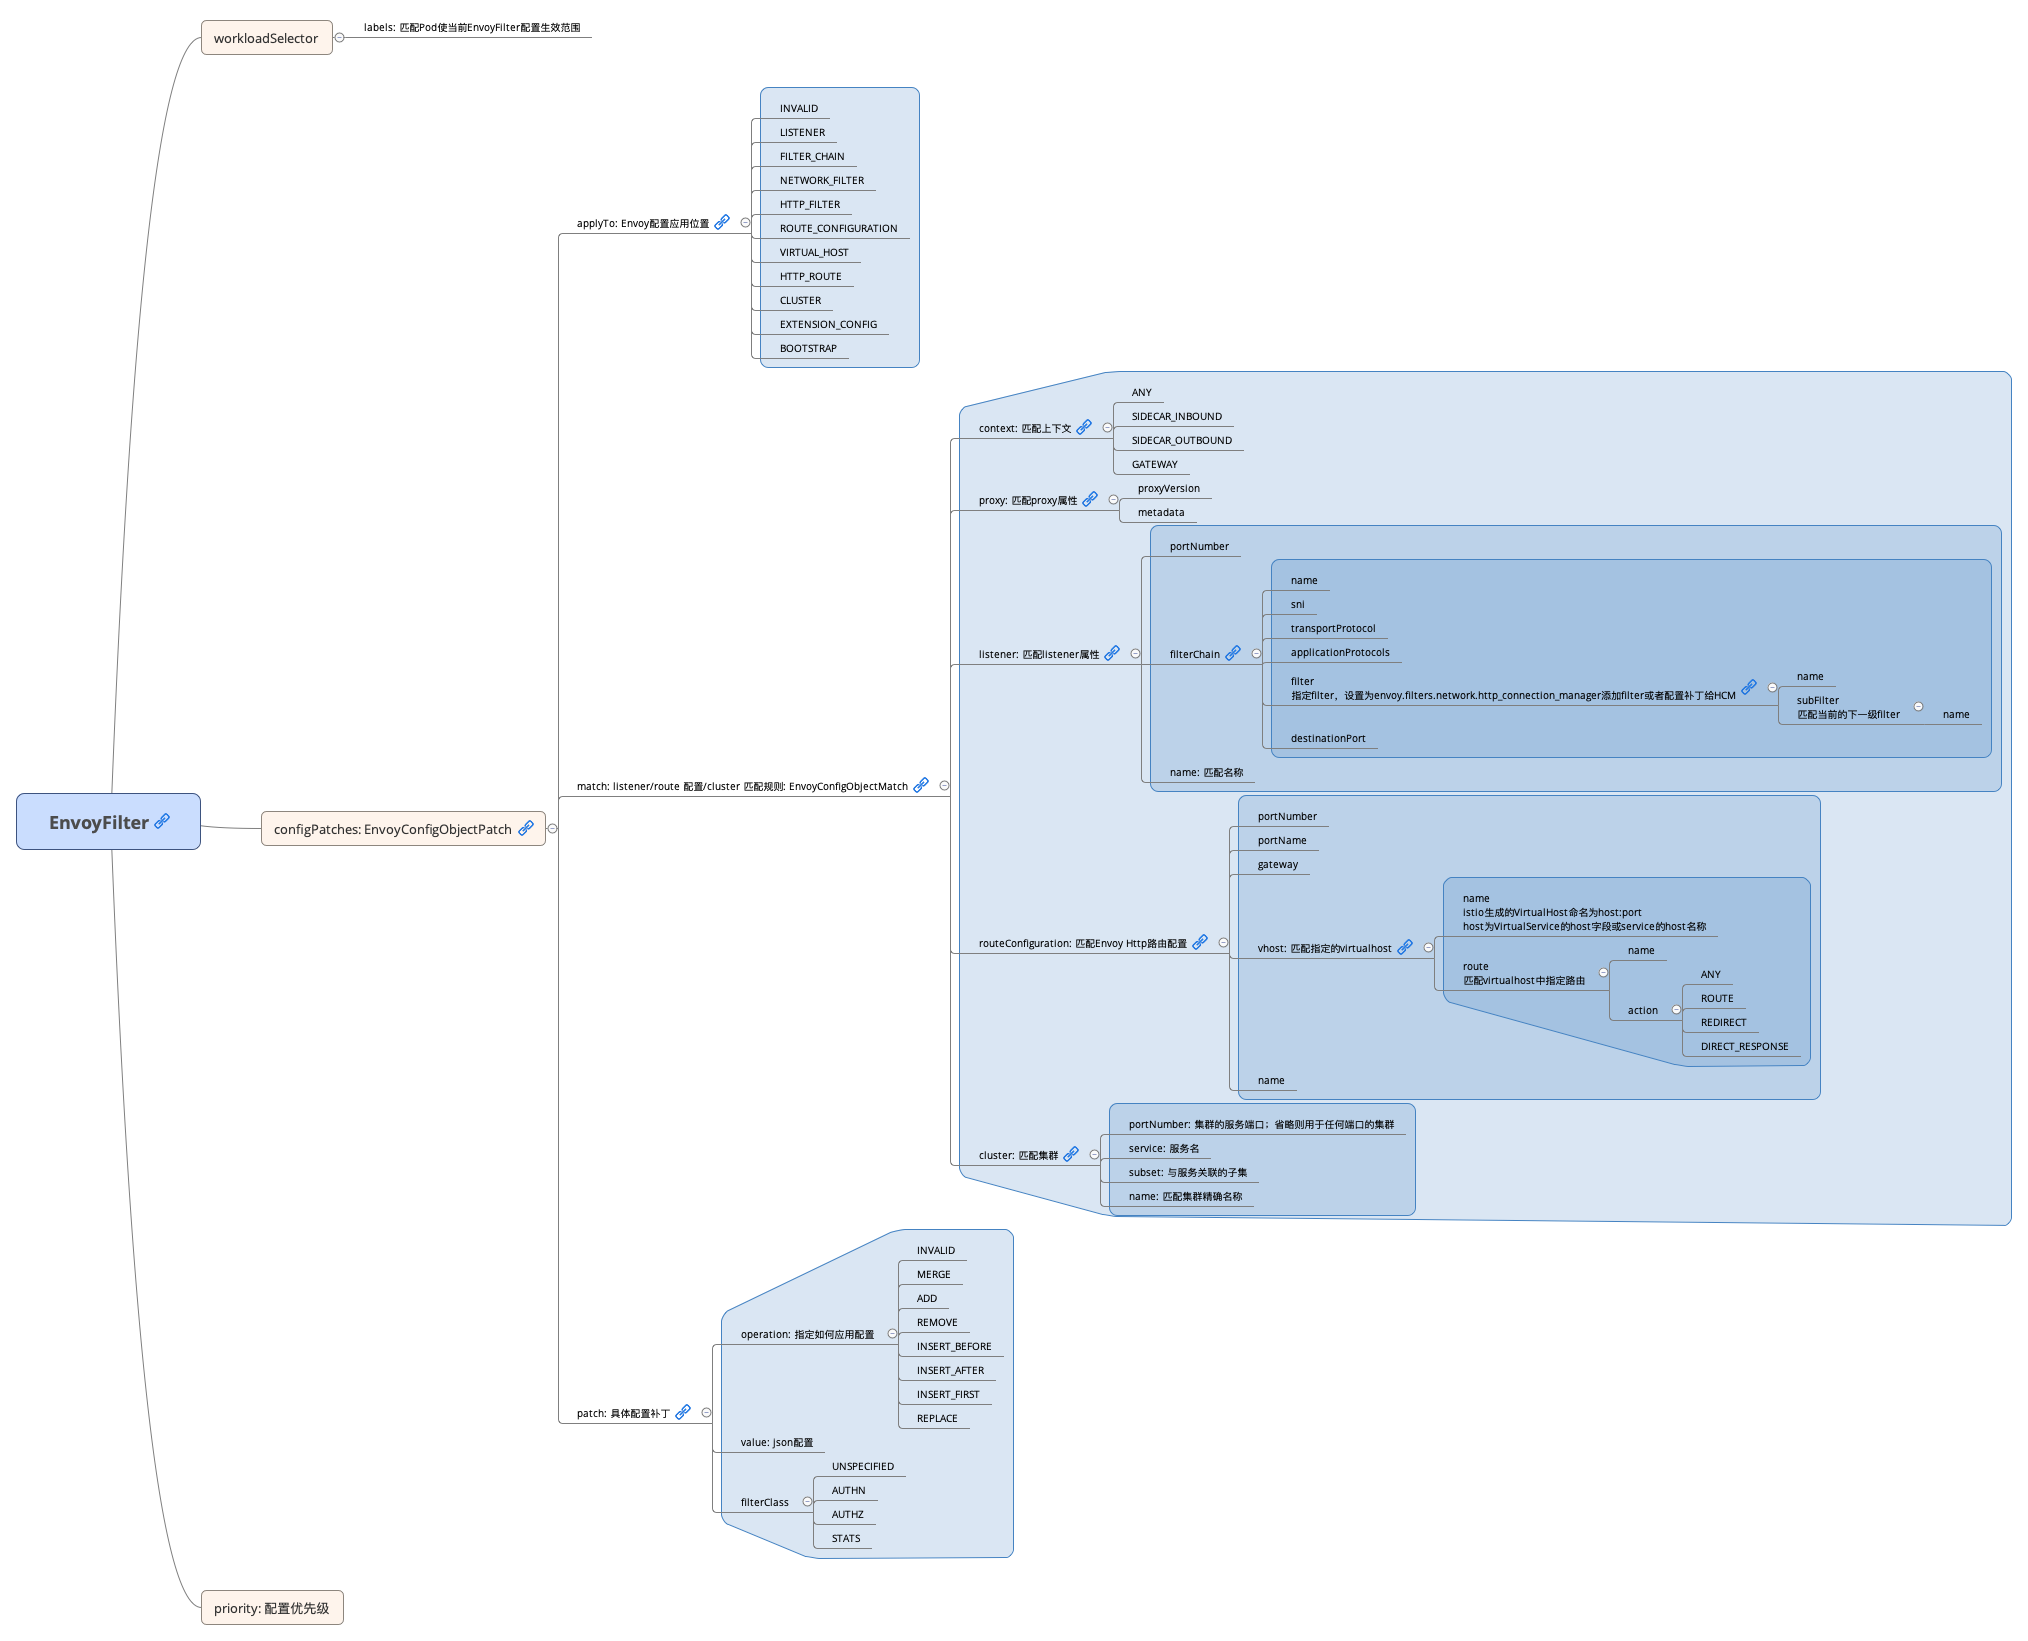 workloadSelector
labels: 匹配Pod使当前EnvoyFilter配置生效范围
INVALID
LISTENER
FILTER_CHAIN
NETWORK_FILTER
HTTP_FILTER
applyTo: Envoy配置应用位置
ROUTE_CONFIGURATION
VIRTUAL_HOST
HTTP_ROUTE
CLUSTER
EXTENSION_CONFIG
BOOTSTRAP
ANY
SIDECAR_INBOUND
context: 匹配上下文
SIDECAR_OUTBOUND
GATEWAY
proxy: 匹配proxy属性
proxyVersion
metadata
portNumber
name
sni
transportProtocol
listener: 匹配listener属性
filterChain
applicationProtocols
filter
指定filter，设置为envoy.filters.network.http_connection_manager添加filter或者配置补丁给HCM
name
subFilter
匹配当前的下一级filter
name
destinationPort
name: 匹配名称
match: listener/route 配置/cluster 匹配规则: EnvoyConfigObjectMatch
EnvoyFilter
configPatches: EnvoyConfigObjectPatch
portNumber
portName
gateway
routeConfiguration: 匹配Envoy Http路由配置
vhost: 匹配指定的virtualhost
name
istio生成的VirtualHost命名为host:port
host为VirtualService的host字段或service的host名称
route
匹配virtualhost中指定路由
name
action
ANY
ROUTE
REDIRECT
DIRECT_RESPONSE
name
cluster: 匹配集群
portNumber: 集群的服务端口；省略则用于任何端口的集群
service: 服务名
subset: 与服务关联的子集
name: 匹配集群精确名称
patch: 具体配置补丁
operation: 指定如何应用配置
INVALID
MERGE
ADD
REMOVE
INSERT_BEFORE
INSERT_AFTER
INSERT_FIRST
REPLACE
value: json配置
filterClass
UNSPECIFIED
AUTHN
AUTHZ
STATS
priority: 配置优先级